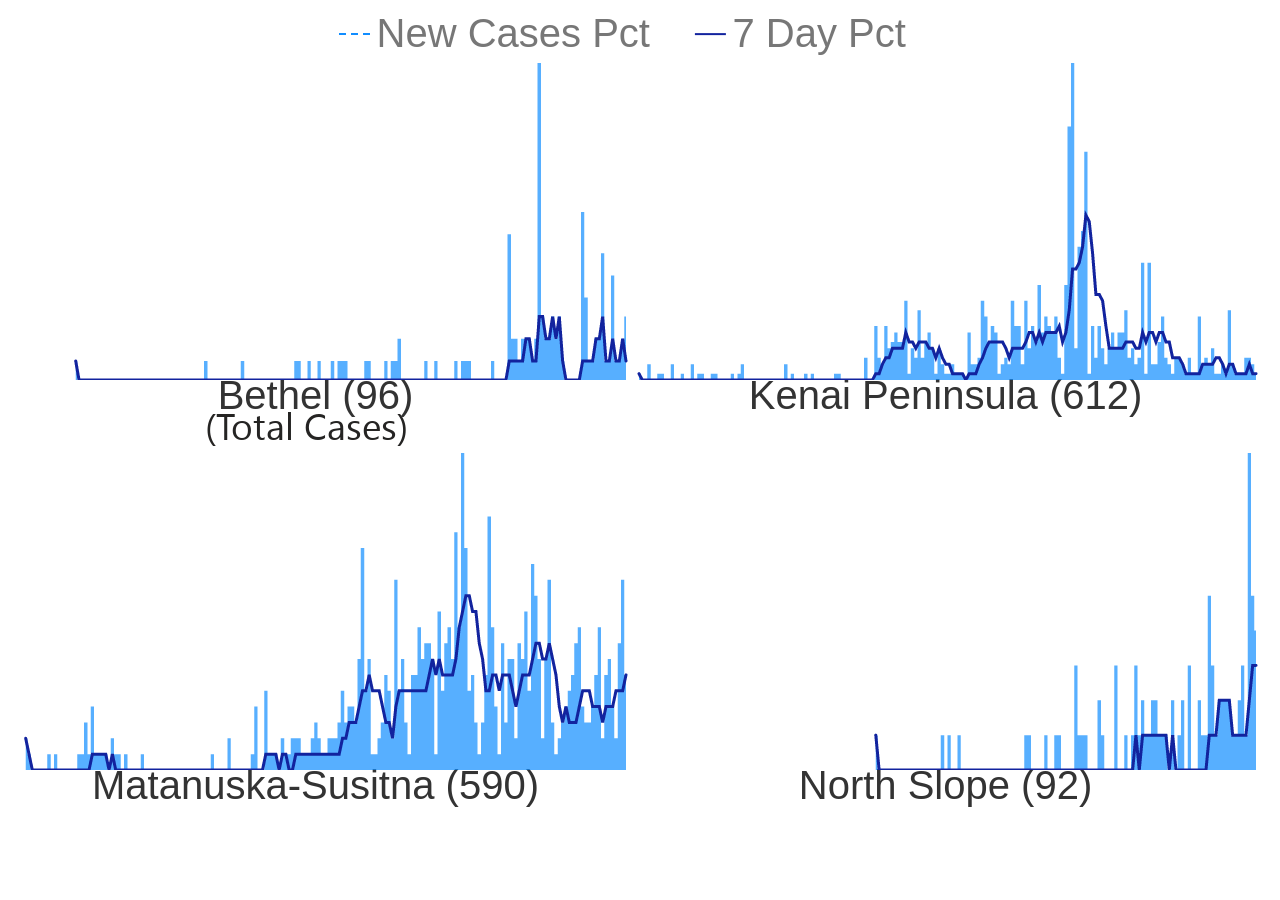 New Cases Pct 7 Day Pct
Bethel (96)
(Total Cases)
Kenai Peninsula (612)
Matanuska-Susitna (590)
North Slope (92)